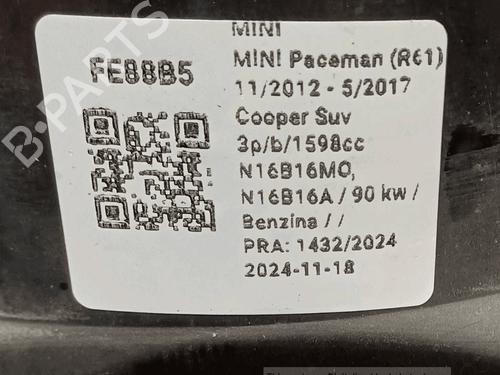 MINI
FE88B5
MINI Paceman (R61)
11/2012 - 5/2017
Cooper Suv
3p/b/1598cc
N16B16MO,
N16B16A / 90 kw /
Benzina / /
PRA: 1432/2024
2024-11-18
B-PARTS